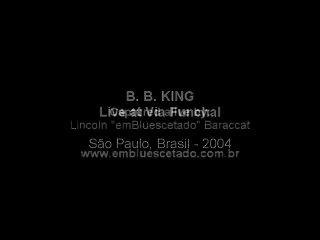 B. B. KING
Live at Via Funchal
Lincoln "emBluescetado" Baraccat
São Paulo, Brasil - 2004
www.embluescetado.com.br